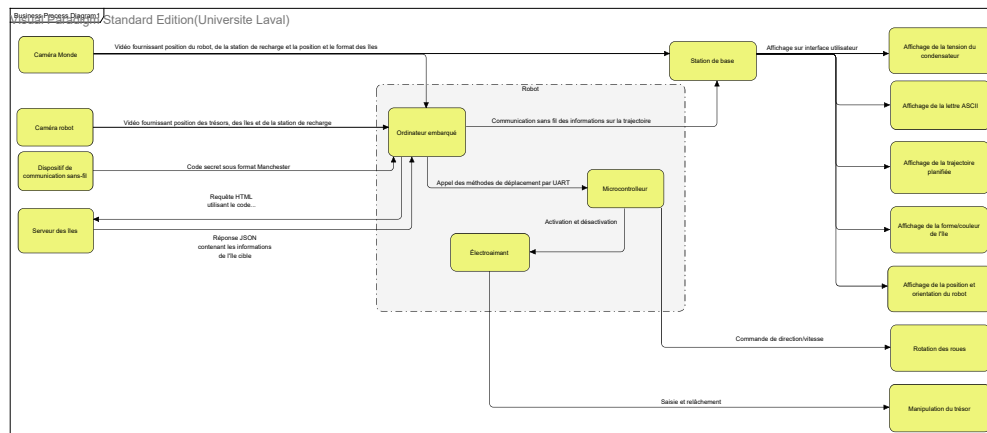 Business Process Diagram1
Visual Paradigm Standard Edition(Universite Laval)
Caméra Monde
Vidéo fournissant position du robot, de la station de recharge et la position et le format des îles
Station de base
Affichage sur interface utilisateur
Affichage de la tension du
condensateur
Robot
Affichage de la lettre ASCII
Caméra robot
Vidéo fournissant position des trésors, des îles et de la station de recharge
Ordinateur embarqué
Communication sans fil des informations sur la trajectoire
Dispositif de
communication sans-fil
Code secret sous format Manchester
Affichage de la trajectoire
planifiée
Appel des méthodes de déplacement par UART
Microcontrolleur
Requête HTML
utilisant le code...
Serveur des îles
Activation et désactivation
Affichage de la forme/couleur
de l'île
Réponse JSON
contenant les informations
de l'île cible
Électroaimant
Affichage de la position et
orientation du robot
Commande de direction/vitesse
Rotation des roues
Saisie et relâchement
Manipulation du trésor